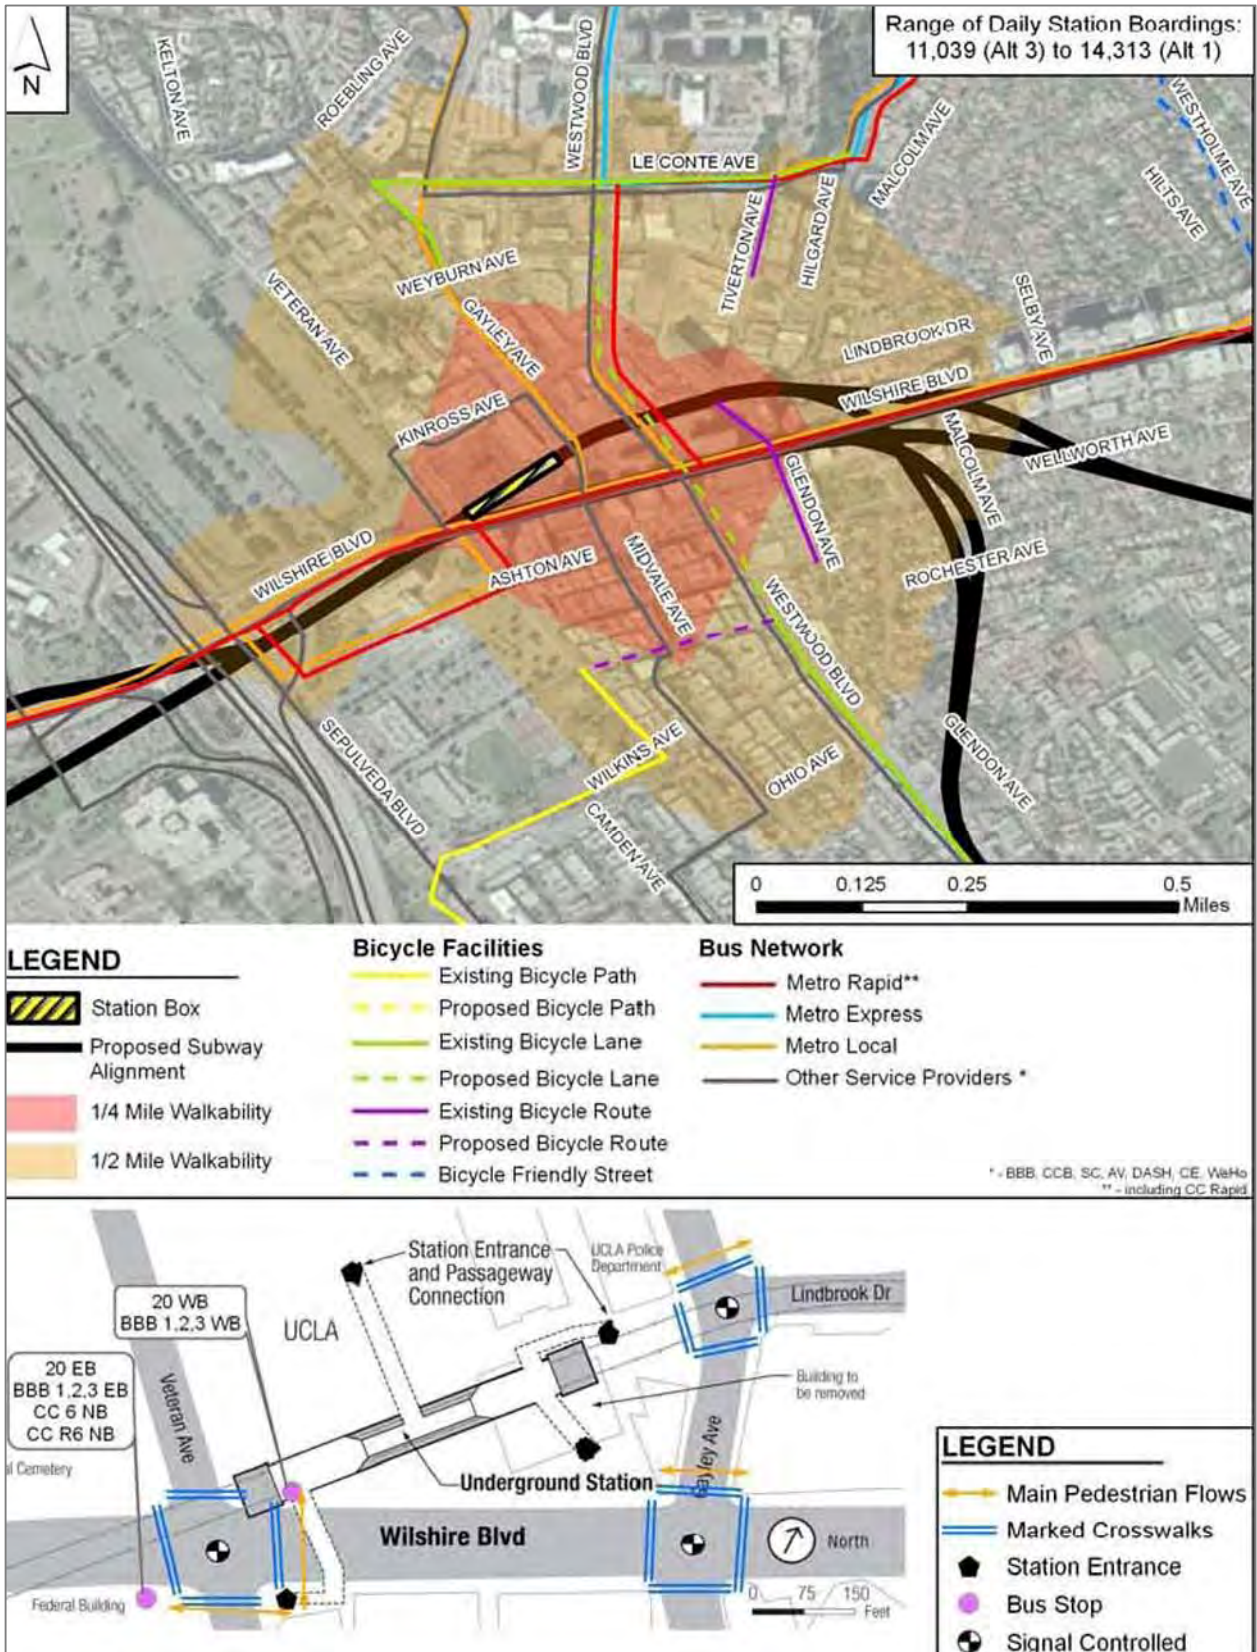 Range of Daily Station Boardings:
11,039 (Alt 3) to 14,313 (Alt 1)
N
KELTON AVE
ROEBLING AVE
WESTWOOD BLVD
LE CONTE AVE
MALCOLM AVE
WESTHOLME AVE
HILTS AVE
TIVERTON AVE
HILGARD AVE
WEYBURN AVE
VETERAN AVE
GAYLEY AVE
SELBY AVE
LINDBROOK DR
WILSHIRE BLVD
KINROSS AVE
MALCOLM AVE
WELLWORTH AVE
GLENDON AVE
WILSHIRE BLVD
ASHTON AVE
MIDVALE AVE
ROCHESTER AVE
WESTWOOD BLVD
SEPULVEDA BLVD
WILKINS AVE
OHIO AVE
GLENDON AVE
CAMDEN AVE
0 0.125 0.25 0.5
Miles
LEGEND
Station Box
Proposed Subway
Alignment
1/4 Mile Walkability
1/2 Mile Walkability
Bicycle Facilities
Existing Bicycle Path
Proposed Bicycle Path
Existing Bicycle Lane
Proposed Bicycle Lane
Existing Bicycle Route
Proposed Bicycle Route
Bicycle Friendly Street
Bus Network
Metro Rapid**
Metro Express
Metro Local
Other Service Providers *
* - BBB, CCB, SC, AV, DASH, CE, WeHo
** - including CC Rapid
Station Entrance
and Passageway
Connection
UCLA Police
Department
Lindbrook Dr
20 WB
BBB 1,2,3 WB
UCLA
20 EB
BBB 1,2,3 EB
CC 6 NB
CC R6 NB
Veteran Ave
Building to
be removed
al Cemetery
Underground Station
Gayley Ave
Wilshire Blvd
North
Federal Building
0 75 150
Feet
LEGEND
Main Pedestrian Flows
Marked Crosswalks
Station Entrance
Bus Stop
Signal Controlled